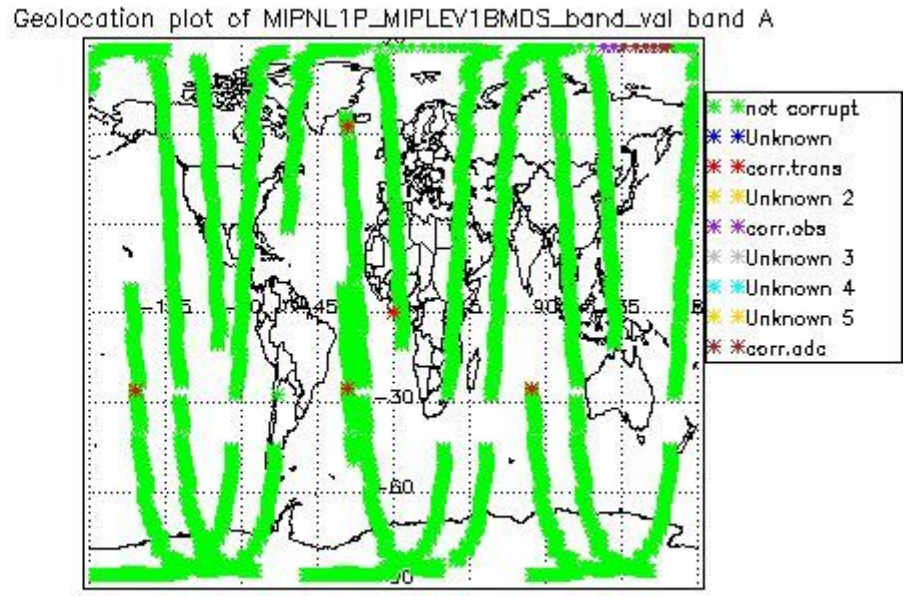 Geolocation plot of MIPNL1P_MIPLEV1BMDS_band_val band A
not corrupt
Unknown
corr.trans
Unknown 2
corr.obs
Unknown 3
Unknown 4
Unknown 5
corr.adc
-30
-60